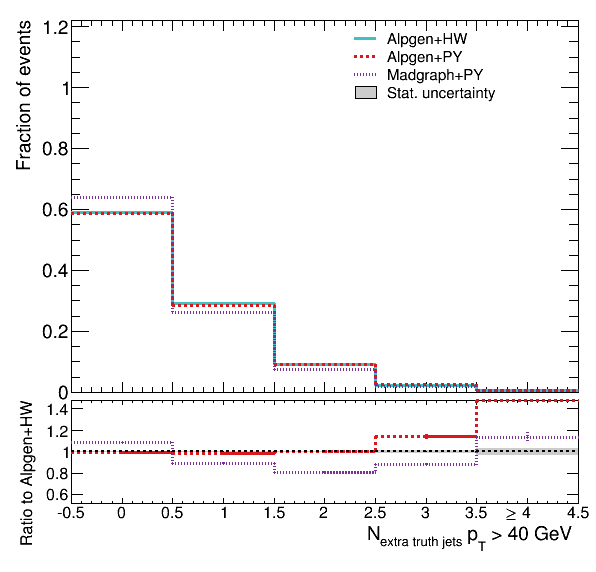 Fraction of events
1.2
1
0.8
0.6
0.4
0.2
0
Alpgen+HW
Alpgen+PY
Madgraph+PY
Stat. uncertainty
Ratio to Alpgen+HW
1.4
1.2
1
0.8
0.6
-0.5 0 0.5 1 1.5 2 2.5 3 3.5 ≥ 4 4.5
N extra truth jets p T > 40 GeV